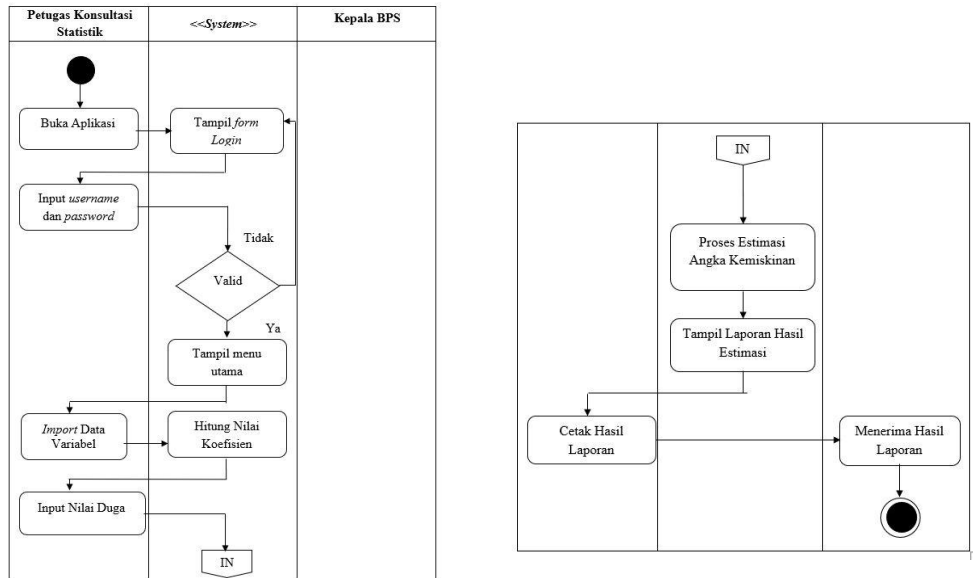 Petugas Konsultasi
Statistik
<<System>>
Kepala BPS
Buka Aplikasi
Tampil form
Login
Input username
dan password
Tidak
Valid
Ya
Tampil menu
utama
Import Data
Variabel
Hitung Nilai
Koefisien
Input Nilai Duga
IN
IN
Proses Estimasi
Angka Kemiskinan
Tampil Laporan Hasil
Estimasi
Cetak Hasil
Laporan
Menerima Hasil
Laporan